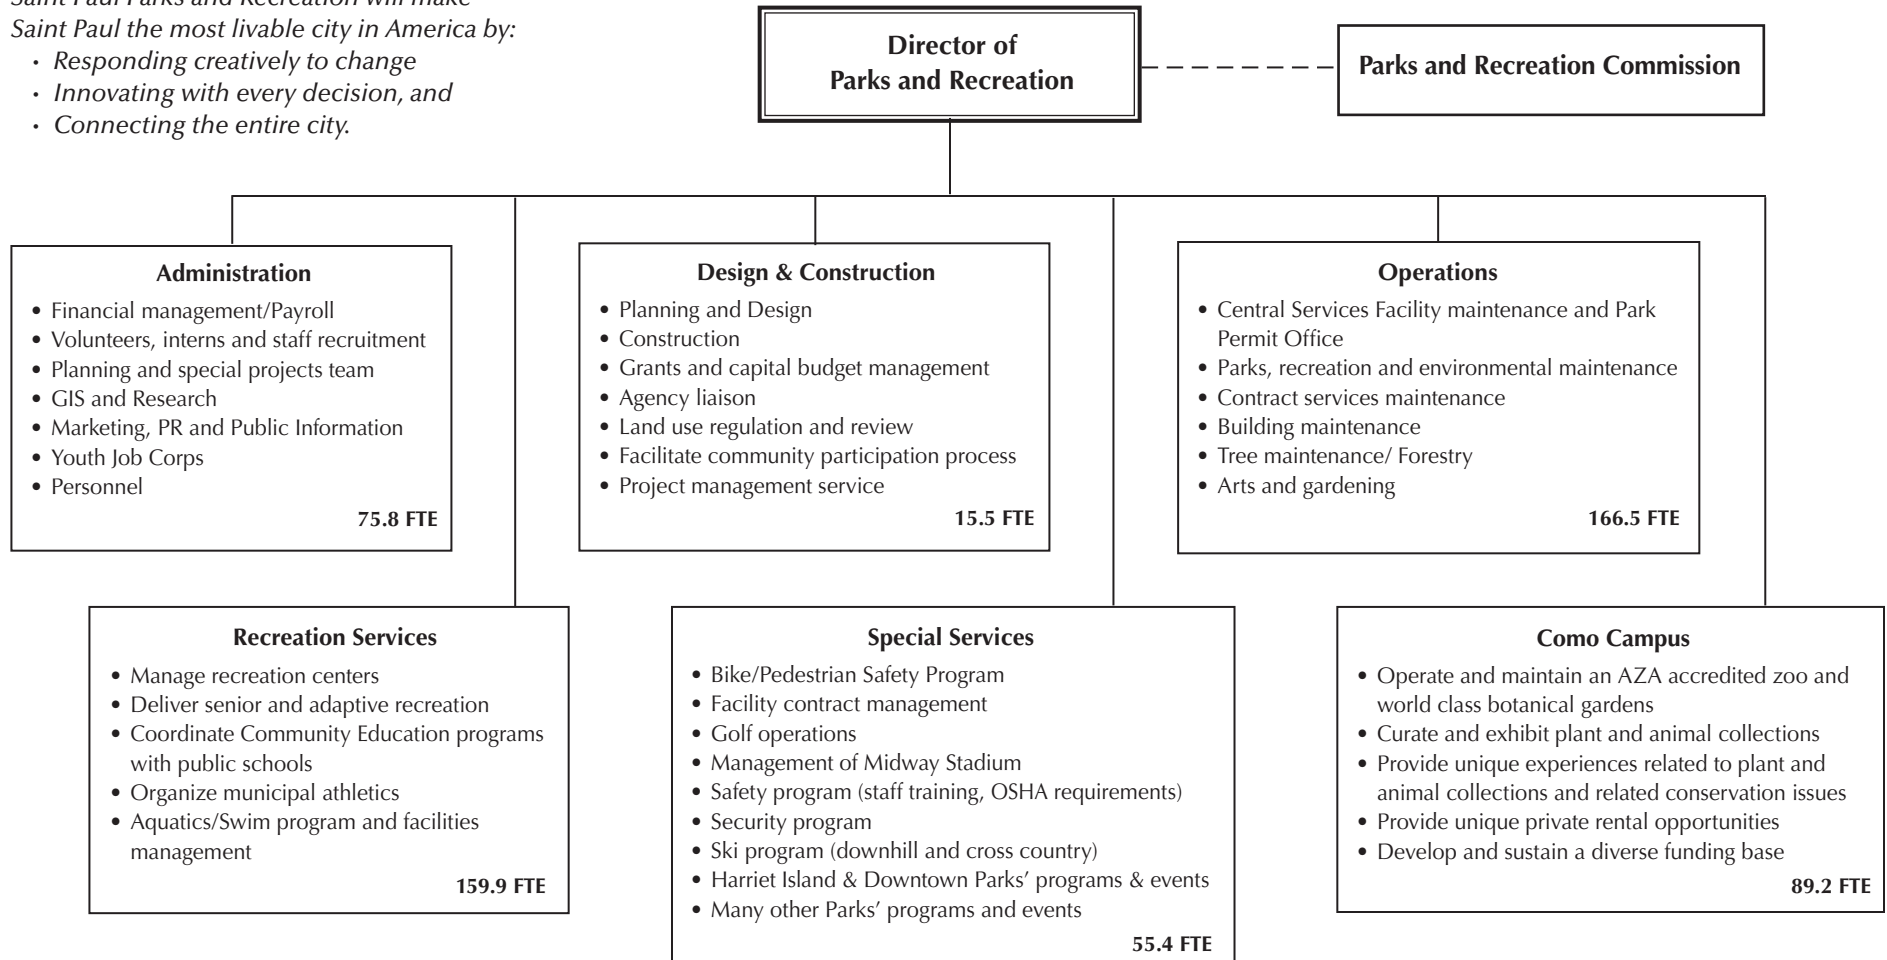 Saint Paul Parks and Recreation will make
Saint Paul the most livable city in America by:
• Responding creatively to change
• Innovating with every decision, and
• Connecting the entire city.
Director of
Parks and Recreation
Parks and Recreation Commission
Administration
• Financial management/Payroll
• Volunteers, interns and staff recruitment
• Planning and special projects team
• GIS and Research
• Marketing, PR and Public Information
• Youth Job Corps
• Personnel
75.8 FTE
Design & Construction
• Planning and Design
• Construction
• Grants and capital budget management
• Agency liaison
• Land use regulation and review
• Facilitate community participation process
• Project management service
15.5 FTE
Operations
• Central Services Facility maintenance and Park
Permit Office
• Parks, recreation and environmental maintenance
• Contract services maintenance
• Building maintenance
• Tree maintenance/ Forestry
• Arts and gardening
166.5 FTE
Recreation Services
• Manage recreation centers
• Deliver senior and adaptive recreation
• Coordinate Community Education programs
with public schools
• Organize municipal athletics
• Aquatics/Swim program and facilities
management
159.9 FTE
Special Services
• Bike/Pedestrian Safety Program
• Facility contract management
• Golf operations
• Management of Midway Stadium
• Safety program (staff training, OSHA requirements)
• Security program
• Ski program (downhill and cross country)
• Harriet Island & Downtown Parks’ programs & events
• Many other Parks’ programs and events
55.4 FTE
Como Campus
• Operate and maintain an AZA accredited zoo and
world class botanical gardens
• Curate and exhibit plant and animal collections
• Provide unique experiences related to plant and
animal collections and related conservation issues
• Provide unique private rental opportunities
• Develop and sustain a diverse funding base
89.2 FTE